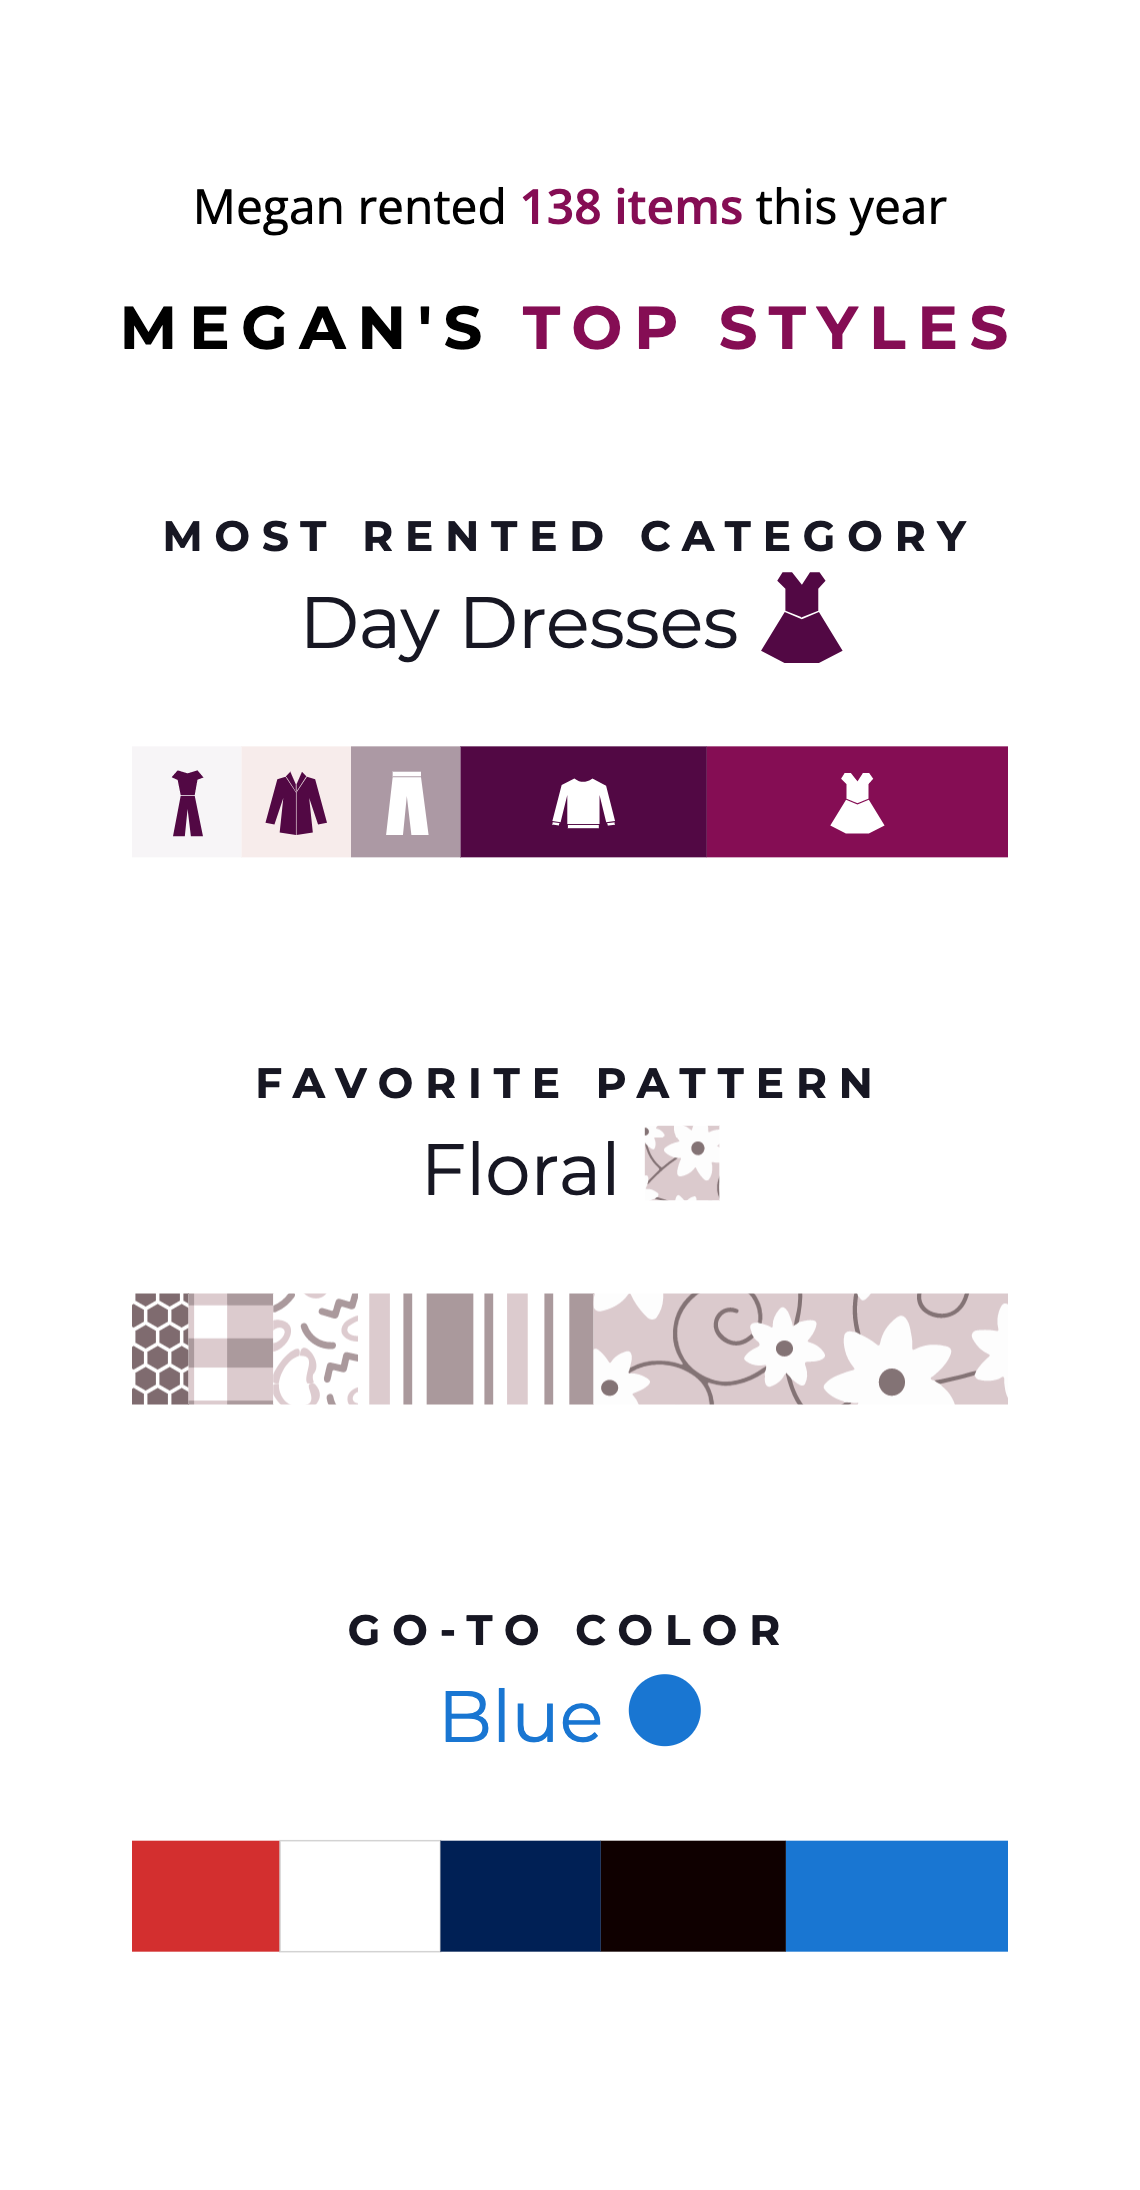 Megan rented 138 items this year
MEGAN'S TOP STYLES
MOST RENTED CATEGORY
Day Dresses
FAVORITE PATTERN
Floral
GO-TO COLOR
Blue